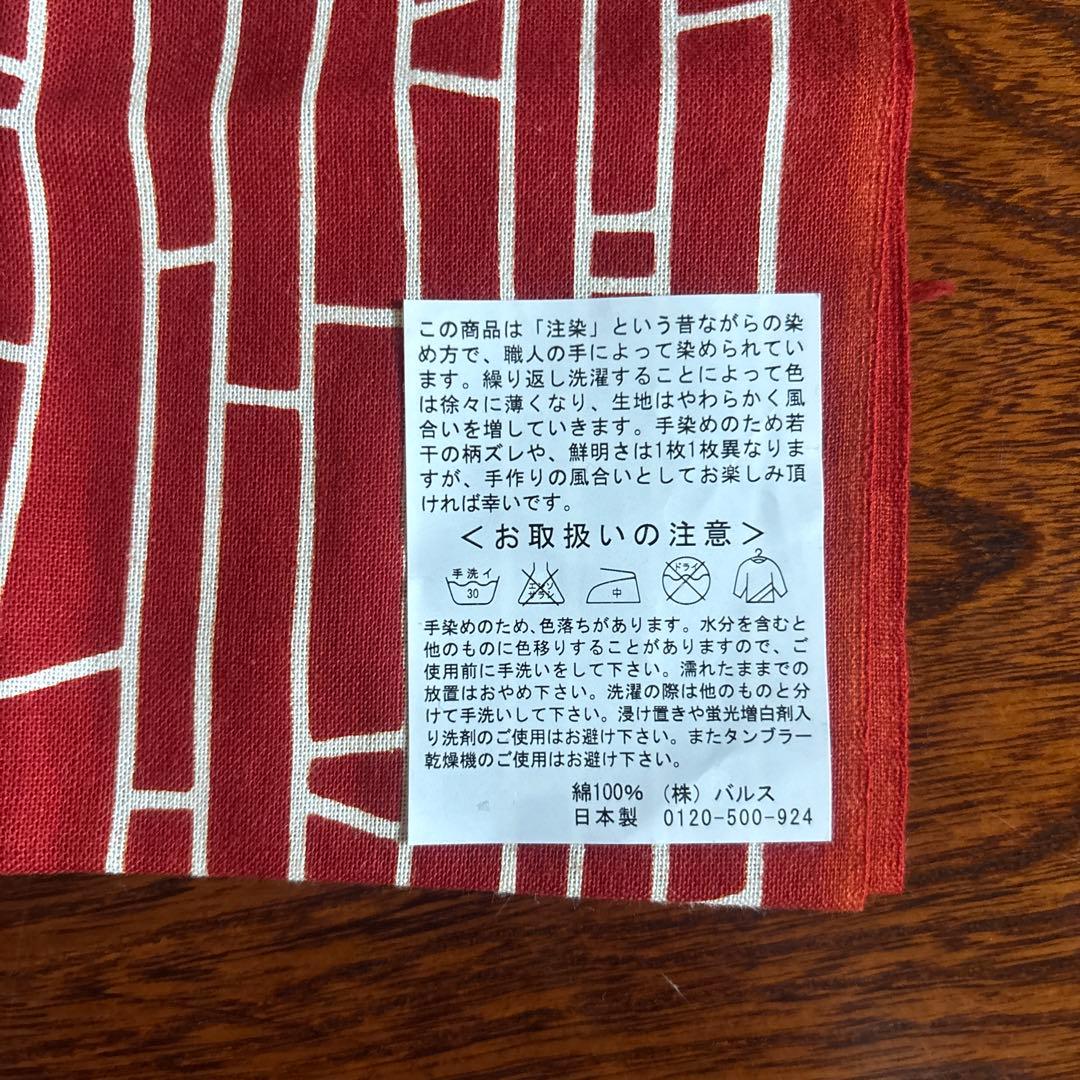 この商品は「注染」という昔ながらの染
め方で、職人の手によって染められてい
ます。繰り返し洗濯することによって色
は徐々に薄くなり、生地はやわらかく風
合いを増していきます。手染めのため若
干の柄ズレや、鮮明さは1枚1枚異なりま
すが、手作りの風合いとしてお楽しみ頂
ければ幸いです。
＜お取扱いの注意＞
手洗イ 30 エンソ サラシ 中 ドライ
手染めのため、色落ちがあります。水分を含むと
他のものに色移りすることがありますので、ご
使用前に手洗いをして下さい。濡れたままでの
放置はおやめ下さい。洗濯の際は他のものと分
けて手洗いして下さい。浸け置きや蛍光増白剤入
り洗剤のご使用はお避け下さい。またタンブラー
乾燥機のご使用はお避け下さい。
綿100% （株）バルス
日本製 0120-500-924